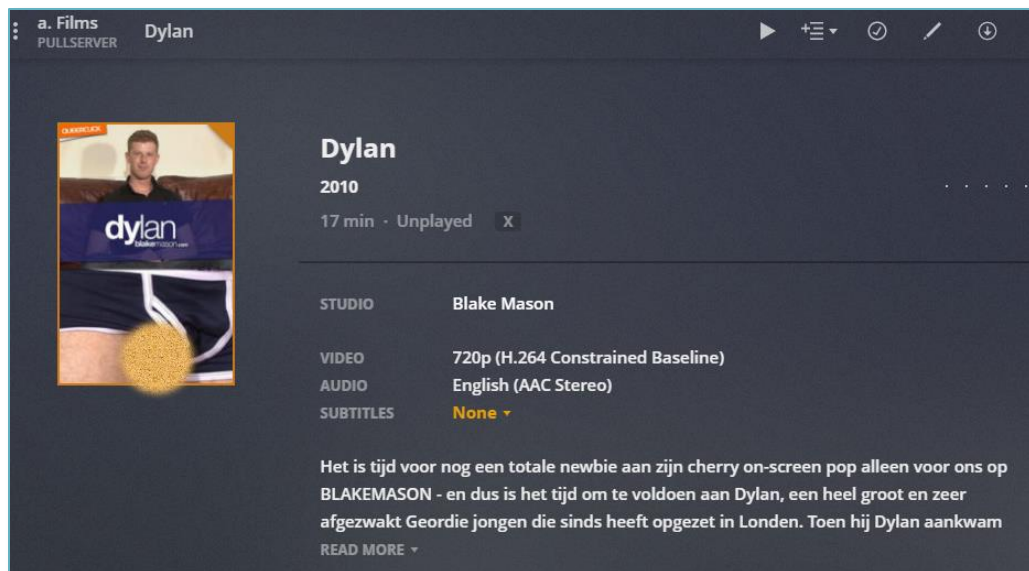 a. Films
PULLSERVER
Dylan
QUEERCLICK
dylan
blakemason.com
Dylan
2010
17 min · Unplayed X
STUDIO Blake Mason
VIDEO 720p (H.264 Constrained Baseline)
AUDIO English (AAC Stereo)
SUBTITLES None
Het is tijd voor nog een totale newbie aan zijn cherry on-screen pop alleen voor ons op
BLAKEMASON - en dus is het tijd om te voldoen aan Dylan, een heel groot en zeer
afgezwakt Geordie jongen die sinds heeft opgezet in Londen. Toen hij Dylan aankwam
READ MORE